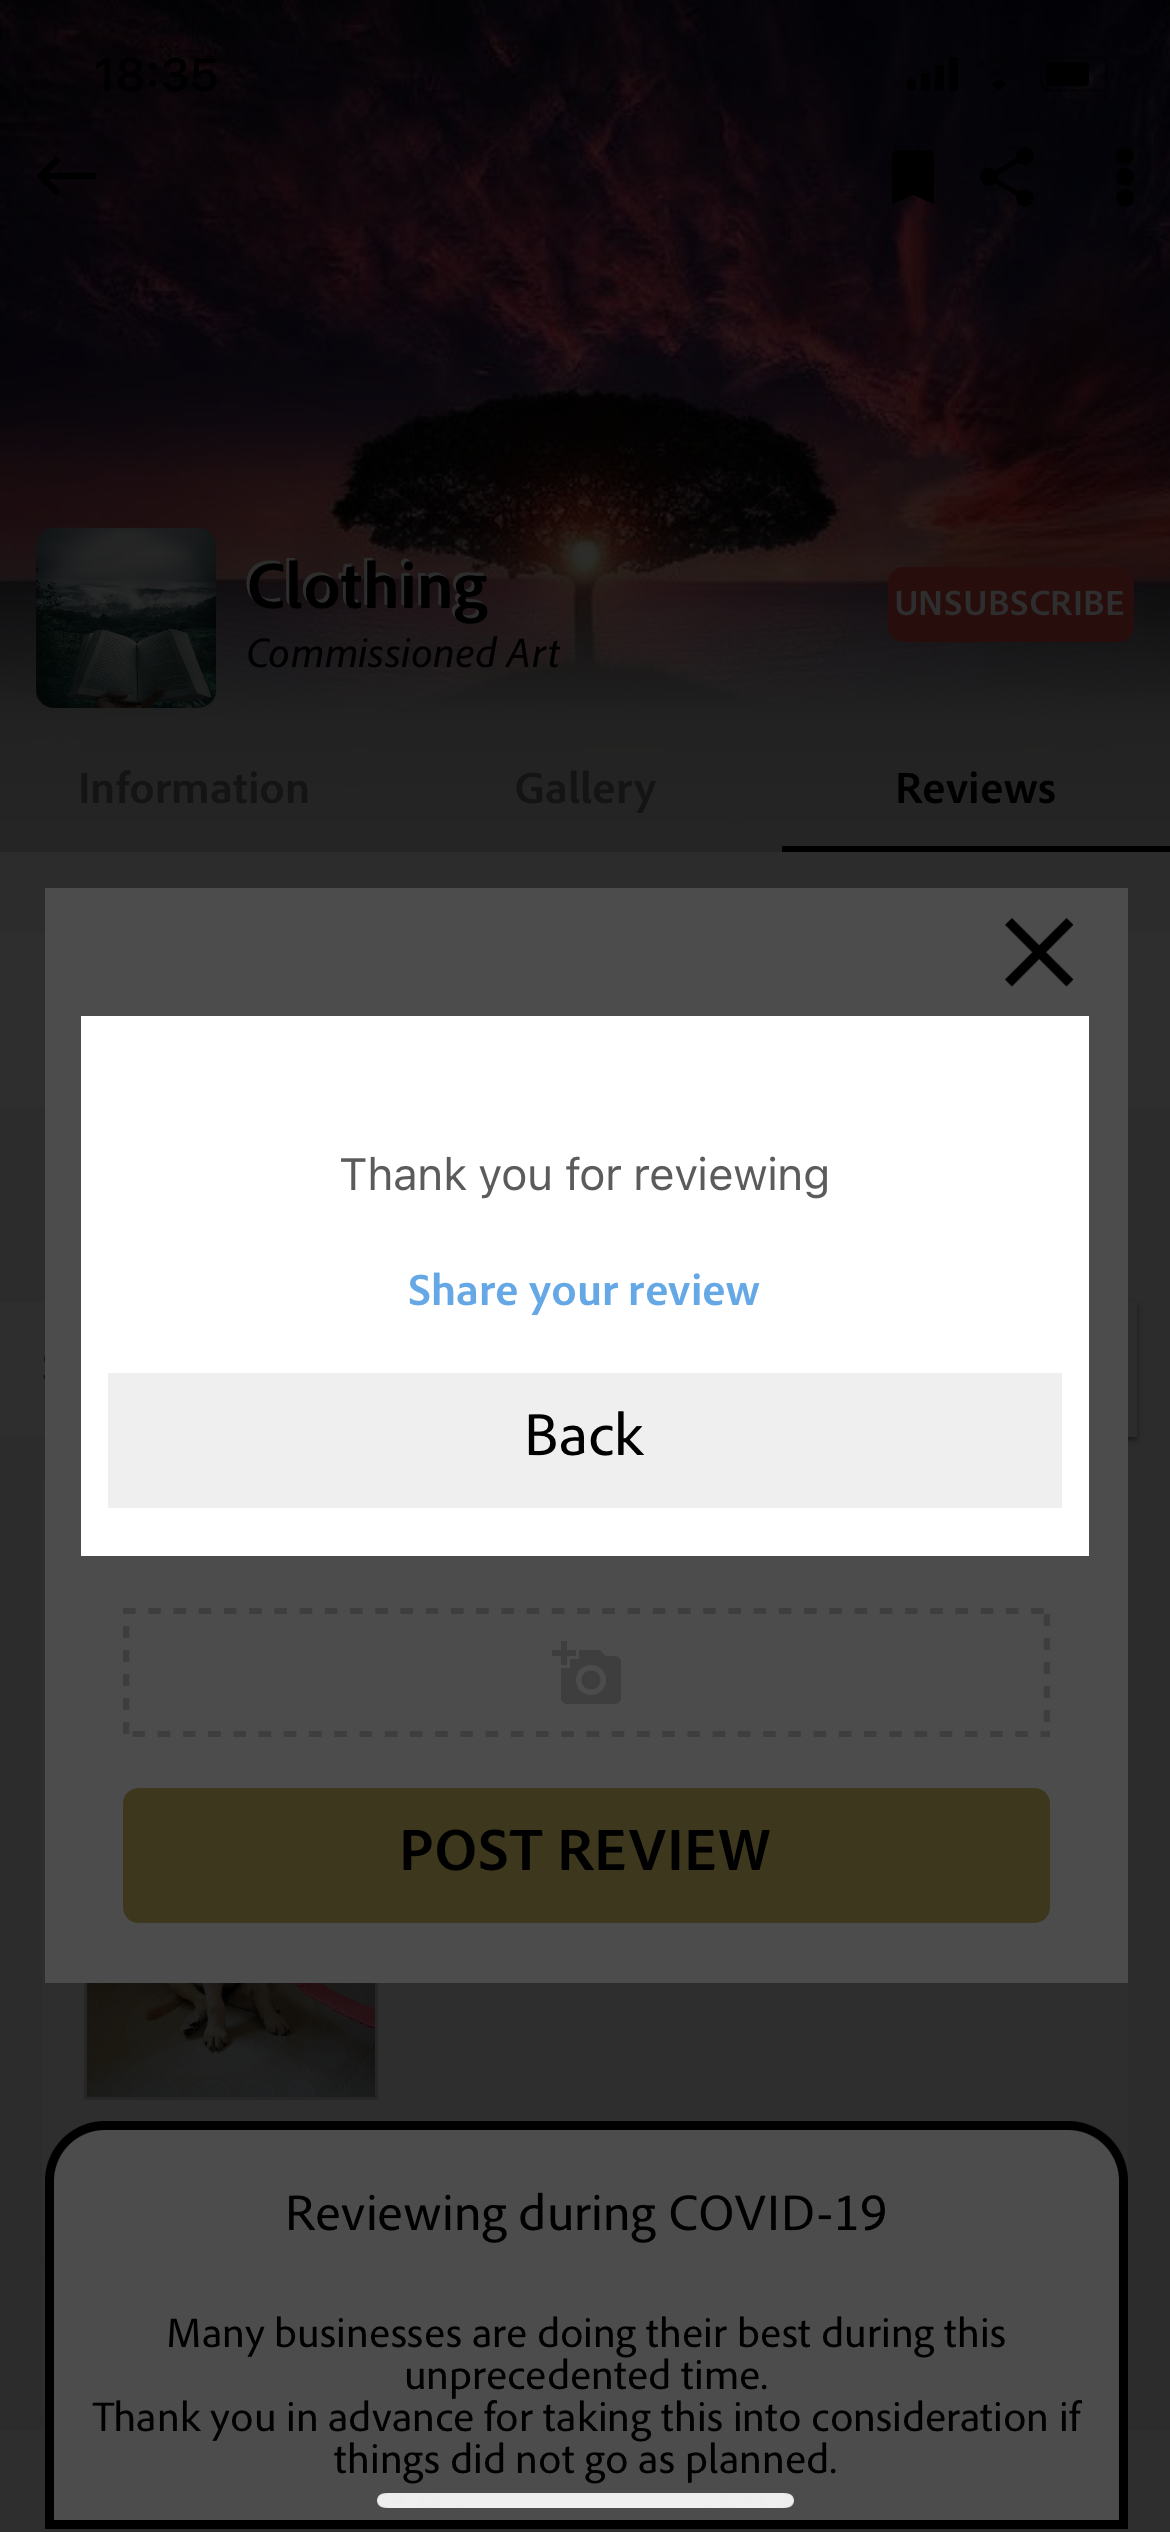 18:35
Clothing
Commissioned Art
UNSUBSCRIBE
Information
Gallery
Reviews
Thank you for reviewing
Share your review
Back
POST REVIEW
Reviewing during COVID-19
Many businesses are doing their best during this
unprecedented time.
Thank you in advance for taking this into consideration if
things did not go as planned.